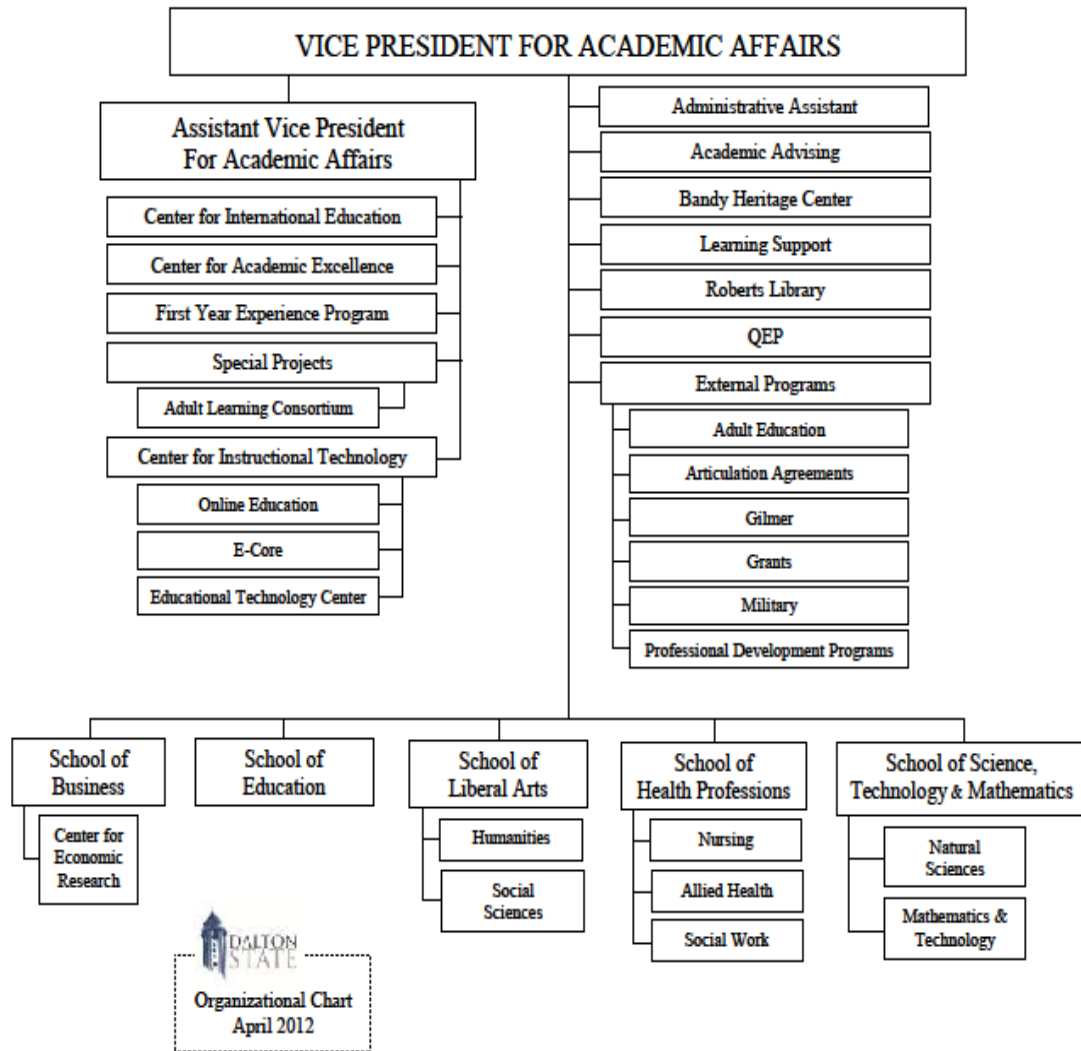 VICE PRESIDENT FOR ACADEMIC AFFAIRS
Assistant Vice President
For Academic Affairs
Center for International Education
Center for Academic Excellence
First Year Experience Program
Special Projects
Adult Learning Consortium
Center for Instructional Technology
Online Education
E-Core
Educational Technology Center
Administrative Assistant
Academic Advising
Bandy Heritage Center
Learning Support
Roberts Library
QEP
External Programs
Adult Education
Articulation Agreements
Gilmer
Grants
Military
Professional Development Programs
School of
Business
Center for
Economic
Research
School of
Education
School of
Liberal Arts
Humanities
Social
Sciences
School of
Health Professions
Nursing
Allied Health
Social Work
School of Science,
Technology & Mathematics
Natural
Sciences
Mathematics &
Technology
DALTON
STATE
Organizational Chart
April 2012